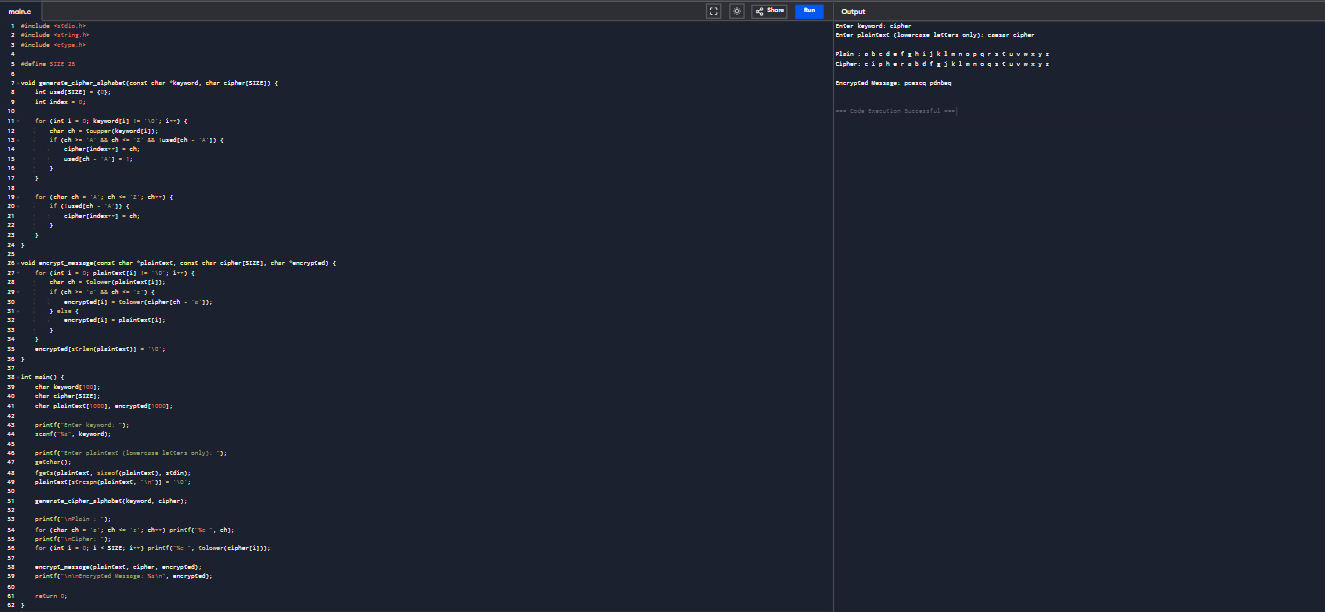 main.c
Share
Run
Output
1 #include <stdio.h>
2 #include <string.h>
3 #include <ctype.h>
4
5 #define SIZE 26
6
7 void generate_cipher_alphabet(const char *keyword, char cipher[SIZE]) {
8 int used[SIZE] = {0};
9 int index = 0;
10
11 for (int i = 0; keyword[i] != '\0'; i++) {
12 char ch = toupper(keyword[i]);
13 if (ch >= 'A' && ch <= 'Z' && !used[ch - 'A']) {
14 cipher[index++] = ch;
15 used[ch - 'A'] = 1;
16 }
17 }
18
19 for (char ch = 'A'; ch <= 'Z'; ch++) {
20 if (!used[ch - 'A']) {
21 cipher[index++] = ch;
22 }
23 }
24 }
25
26 void encrypt_message(const char *plaintext, const char cipher[SIZE], char *encrypted) {
27 for (int i = 0; plaintext[i] != '\0'; i++) {
28 char ch = tolower(plaintext[i]);
29 if (ch >= 'a' && ch <= 'z') {
30 encrypted[i] = tolower(cipher[ch - 'a']);
31 } else {
32 encrypted[i] = plaintext[i];
33 }
34 }
35 encrypted[strlen(plaintext)] = '\0';
36 }
37
38 int main() {
39 char keyword[100];
40 char cipher[SIZE];
41 char plaintext[1000], encrypted[1000];
42
43 printf("Enter keyword: ");
44 scanf("%s", keyword);
45
46 printf("Enter plaintext (lowercase letters only): ");
47 getchar();
48 fgets(plaintext, sizeof(plaintext), stdin);
49 plaintext[strcspn(plaintext, "\n")] = '\0';
50
51 generate_cipher_alphabet(keyword, cipher);
52
53 printf("\nPlain : ");
54 for (char ch = 'a'; ch <= 'z'; ch++) printf("%c ", ch);
55 printf("\nCipher: ");
56 for (int i = 0; i < SIZE; i++) printf("%c ", tolower(cipher[i]));
57
58 encrypt_message(plaintext, cipher, encrypted);
59 printf("\n\nEncrypted Message: %s\n", encrypted);
60
61 return 0;
62 }
Enter keyword: cipher
Enter plaintext (lowercase letters only): caesar cipher
Plain : a b c d e f g h i j k l m n o p q r s t u v w x y z
Cipher: c i p h e r a b d f g j k l m n o q s t u v w x y z
Encrypted Message: pcescq pdnbeq
=== Code Execution Successful ===